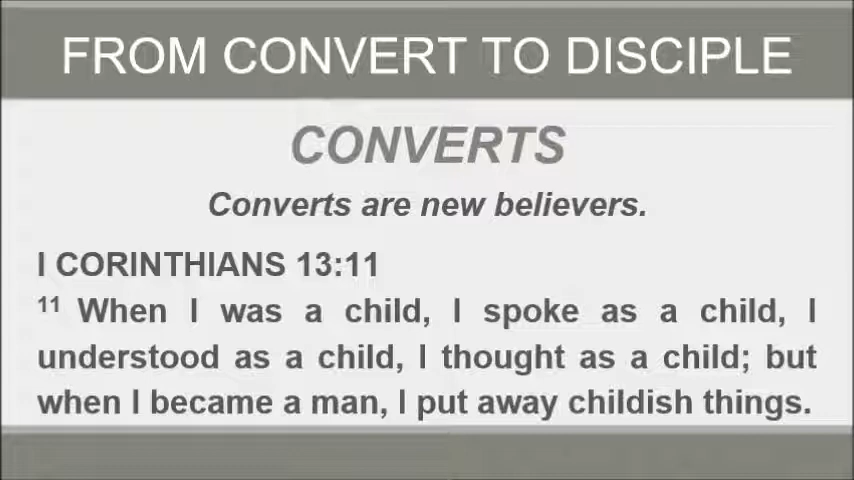 FROM CONVERT TO DISCIPLE
CONVERTS
Converts are new believers.
I CORINTHIANS 13:11
11 When I was a child, I spoke as a child, I
understood as a child, I thought as a child; but
when I became a man, I put away childish things.